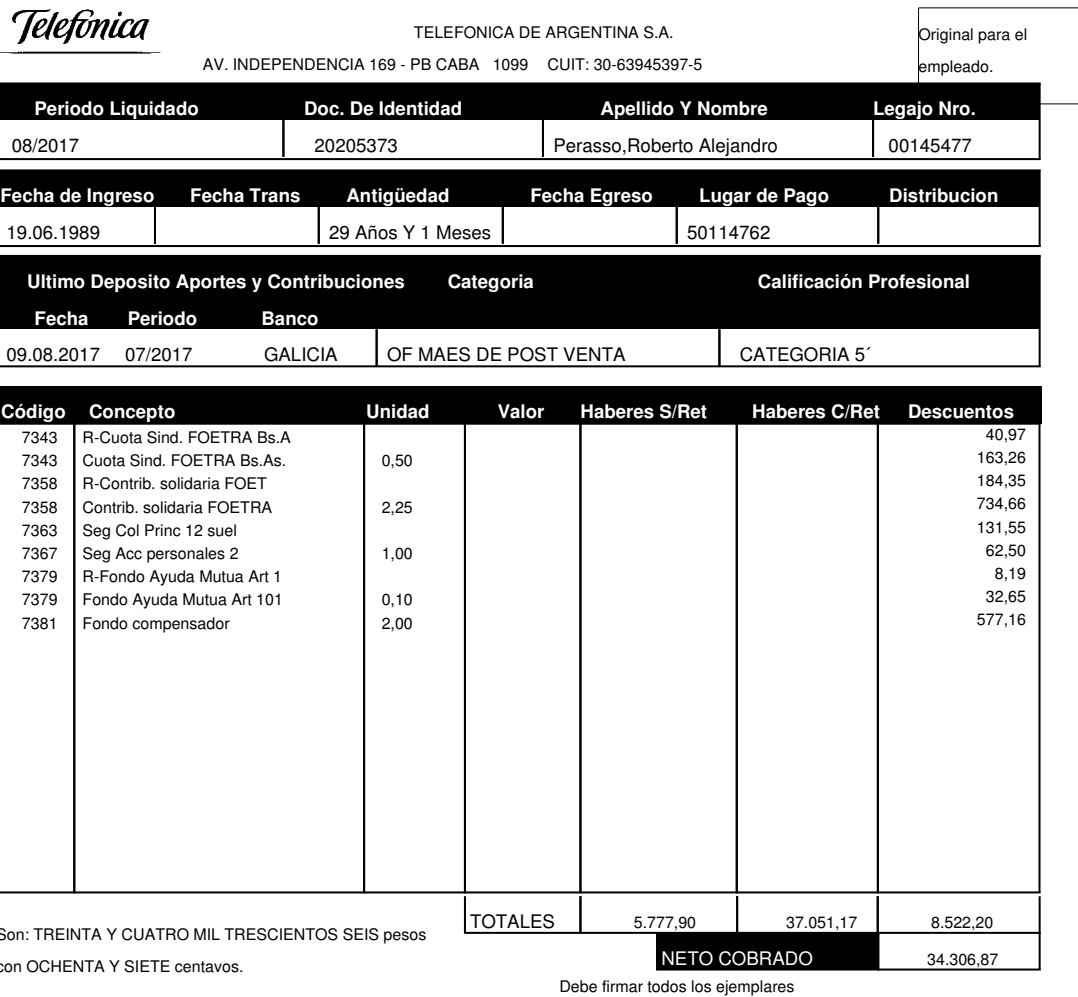 Telefónica
TELEFONICA DE ARGENTINA S.A.
Original para el
AV. INDEPENDENCIA 169 - PB CABA 1099 CUIT: 30-63945397-5
empleado.
Periodo Liquidado Doc. De Identidad Apellido Y Nombre Legajo Nro.
08/2017 20205373 Perasso,Roberto Alejandro 00145477
Fecha de Ingreso Fecha Trans Antigüedad Fecha Egreso Lugar de Pago Distribucion
19.06.1989 29 Años Y 1 Meses 50114762
Ultimo Deposito Aportes y Contribuciones Categoria Calificación Profesional
Fecha Periodo Banco
09.08.2017 07/2017 GALICIA OF MAES DE POST VENTA CATEGORIA 5´
Código Concepto Unidad Valor Haberes S/Ret Haberes C/Ret Descuentos
7343 R-Cuota Sind. FOETRA Bs.A 40,97
7343 Cuota Sind. FOETRA Bs.As. 0,50 163,26
7358 R-Contrib. solidaria FOET 184,35
7358 Contrib. solidaria FOETRA 2,25 734,66
7363 Seg Col Princ 12 suel 131,55
7367 Seg Acc personales 2 1,00 62,50
7379 R-Fondo Ayuda Mutua Art 1 8,19
7379 Fondo Ayuda Mutua Art 101 0,10 32,65
7381 Fondo compensador 2,00 577,16
TOTALES 5.777,90 37.051,17 8.522,20
Son: TREINTA Y CUATRO MIL TRESCIENTOS SEIS pesos
NETO COBRADO 34.306,87
con OCHENTA Y SIETE centavos.
Debe firmar todos los ejemplares